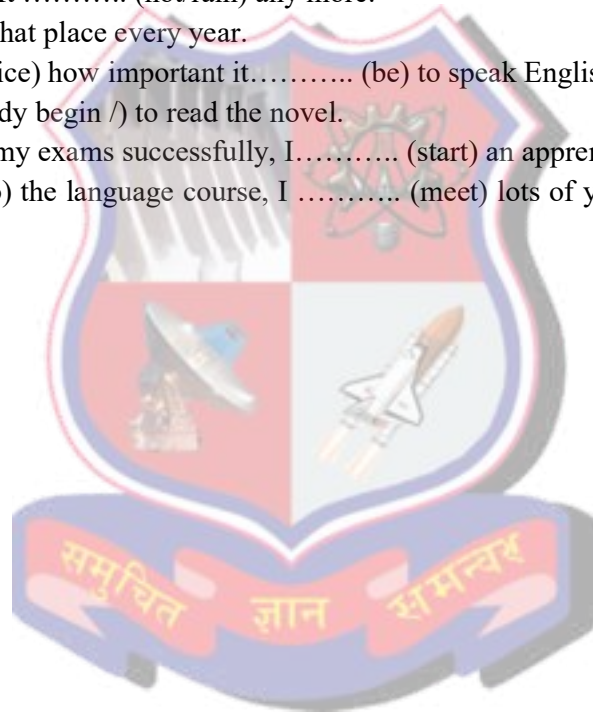 (not rain) any more.
hat place every year.
ice) how important it……….. (be) to speak Englis
dy begin /) to read the novel.
my exams successfully, I……….. (start) an appren
) the language course, I ……….. (meet) lots of y
समुचित ज्ञान समन्वय